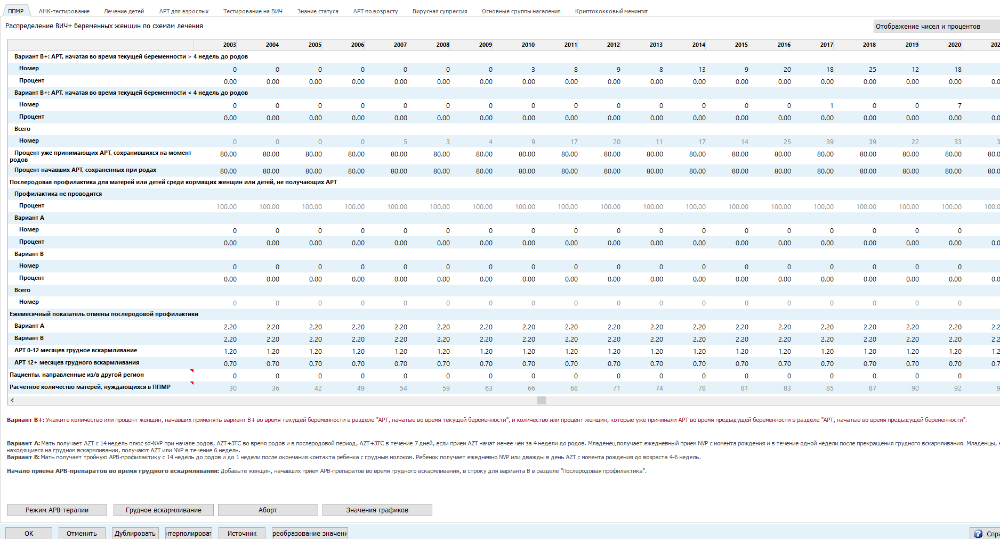 ППМР АНК-тестирование Лечение детей АРТ для взрослых Тестирование на ВИЧ Знание статуса АРТ по возрасту Вирусная супрессия Основные группы населения Криптококковый менингит
Распределение ВИЧ+ беременных женщин по схемам лечения
Отображение чисел и процентов
2003 2004 2005 2006 2007 2008 2009 2010 2011 2012 2013 2014 2015 2016 2017 2018 2019 2020 202
Вариант B+: АРТ, начатая во время текущей беременности > 4 недель до родов
Номер 0 0 0 0 0 0 0 3 8 9 8 13 9 20 18 25 12 18
Процент 0.00 0.00 0.00 0.00 0.00 0.00 0.00 0.00 0.00 0.00 0.00 0.00 0.00 0.00 0.00 0.00 0.00 0.00 0.0
Вариант B+: АРТ, начатая во время текущей беременности < 4 недель до родов
Номер 0 0 0 0 0 0 0 0 0 0 0 0 0 0 1 0 0 7
Процент 0.00 0.00 0.00 0.00 0.00 0.00 0.00 0.00 0.00 0.00 0.00 0.00 0.00 0.00 0.00 0.00 0.00 0.00 0.0
Всего
Номер 0 0 0 0 5 3 4 9 17 20 11 17 14 25 39 39 22 33 3
Процент уже принимающих АРТ, сохранившихся на момент родов 80.00 80.00 80.00 80.00 80.00 80.00 80.00 80.00 80.00 80.00 80.00 80.00 80.00 80.00 80.00 80.00 80.00 80.00 80.0
Процент начавших АРТ, сохраненных при родах 80.00 80.00 80.00 80.00 80.00 80.00 80.00 80.00 80.00 80.00 80.00 80.00 80.00 80.00 80.00 80.00 80.00 80.00 80.0
Послеродовая профилактика для матерей или детей среди кормящих женщин или детей, не получающих АРТ
Профилактика не проводится
Процент 100.00 100.00 100.00 100.00 100.00 100.00 100.00 100.00 100.00 100.00 100.00 100.00 100.00 100.00 100.00 100.00 100.00 100.00 100.0
Вариант A
Номер 0 0 0 0 0 0 0 0 0 0 0 0 0 0 0 0 0 0
Процент 0.00 0.00 0.00 0.00 0.00 0.00 0.00 0.00 0.00 0.00 0.00 0.00 0.00 0.00 0.00 0.00 0.00 0.00 0.0
Вариант B
Номер 0 0 0 0 0 0 0 0 0 0 0 0 0 0 0 0 0 0
Процент 0.00 0.00 0.00 0.00 0.00 0.00 0.00 0.00 0.00 0.00 0.00 0.00 0.00 0.00 0.00 0.00 0.00 0.00 0.0
Всего
Номер 0 0 0 0 0 0 0 0 0 0 0 0 0 0 0 0 0 0
Ежемесячный показатель отмены послеродовой профилактики
Вариант A 2.20 2.20 2.20 2.20 2.20 2.20 2.20 2.20 2.20 2.20 2.20 2.20 2.20 2.20 2.20 2.20 2.20 2.20 2.2
Вариант B 2.20 2.20 2.20 2.20 2.20 2.20 2.20 2.20 2.20 2.20 2.20 2.20 2.20 2.20 2.20 2.20 2.20 2.20 2.2
АРТ 0-12 месяцев грудное вскармливание 1.20 1.20 1.20 1.20 1.20 1.20 1.20 1.20 1.20 1.20 1.20 1.20 1.20 1.20 1.20 1.20 1.20 1.20 1.2
АРТ 12+ месяцев грудного вскармливания 0.70 0.70 0.70 0.70 0.70 0.70 0.70 0.70 0.70 0.70 0.70 0.70 0.70 0.70 0.70 0.70 0.70 0.70 0.7
Пациенты, направленные из/в другой регион 0 0 0 0 0 0 0 0 0 0 0 0 0 0 0 0 0 0
Расчетное количество матерей, нуждающихся в ППМР 30 36 42 49 54 59 63 66 68 71 74 78 81 83 85 87 90 92 9
Вариант B+: Укажите количество или процент женщин, начавших применять вариант B+ во время текущей беременности в разделе "АРТ, начатые во время текущей беременности", и количество или процент женщин, которые уже принимали АРТ во время предыдущей беременности в разделе "АРТ, начатые во время предыдущей беременности".
Вариант A: Мать получает AZT с 14 недель плюс sd-NVP при начале родов, AZT+3TC во время родов и в послеродовой период, AZT+3TC в течение 7 дней, если прием AZT начат менее чем за 4 недели до родов. Младенец получает ежедневный прием NVP с момента рождения и в течение одной недели после прекращения грудного вскармливания. Младенцы, н
находящиеся на грудном вскармливании, получают AZT или NVP в течение 6 недель.
Вариант B: Мать получает тройную АРВ-профилактику с 14 недель до родов и до 1 недели после окончания контакта ребенка с грудным молоком. Ребенок получает ежедневно NVP или дважды в день AZT с момента рождения до возраста 4-6 недель.
Начало приема АРВ-препаратов во время грудного вскармливания: Добавьте женщин, начавших прием АРВ-препаратов во время грудного вскармливания, в строку для варианта B в разделе "Послеродовая профилактика".
Режим АРВ-терапии Грудное вскармливание Аборт Значения графиков
ОК Отменить Дублировать нтерполироват Источник реобразование значени Спра